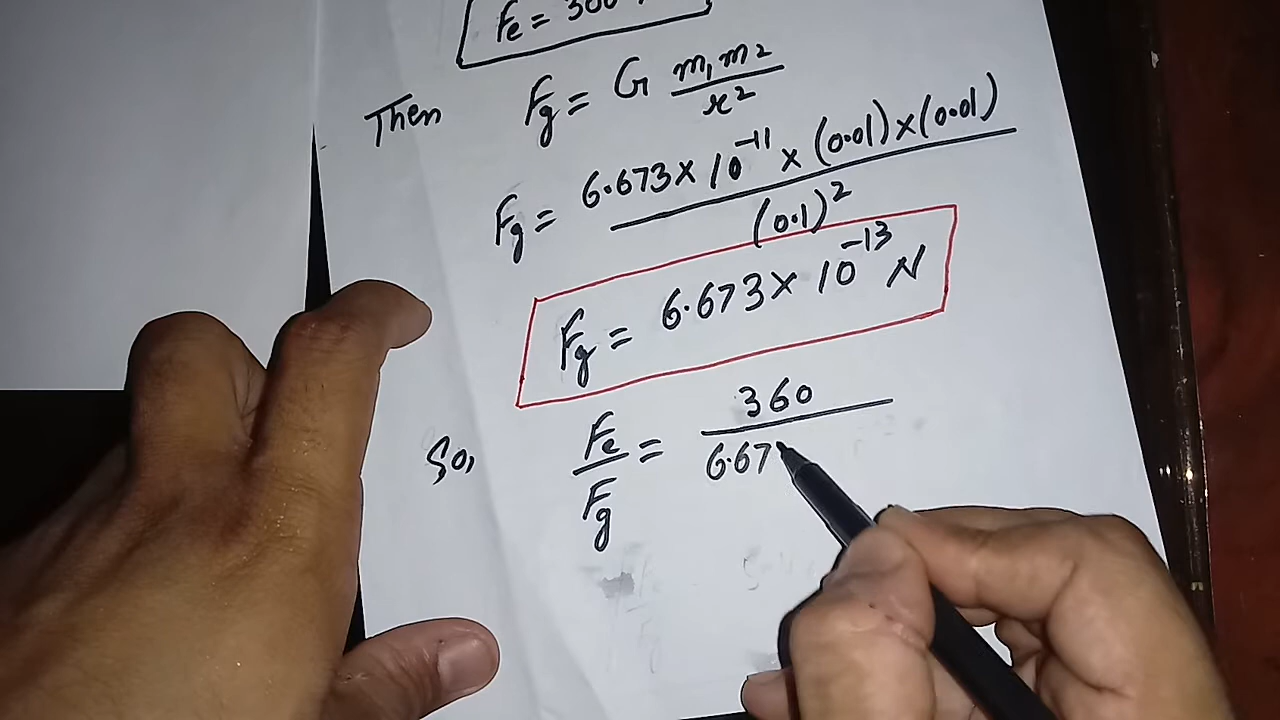 Fe = 360
Then Fg = G m₁m₂/r²
Fg = 6.673×10⁻¹¹ × (0.01)×(0.01)/(0.1)²
Fg = 6.673×10⁻¹³ N
So, Fe/Fg = 360/6.67